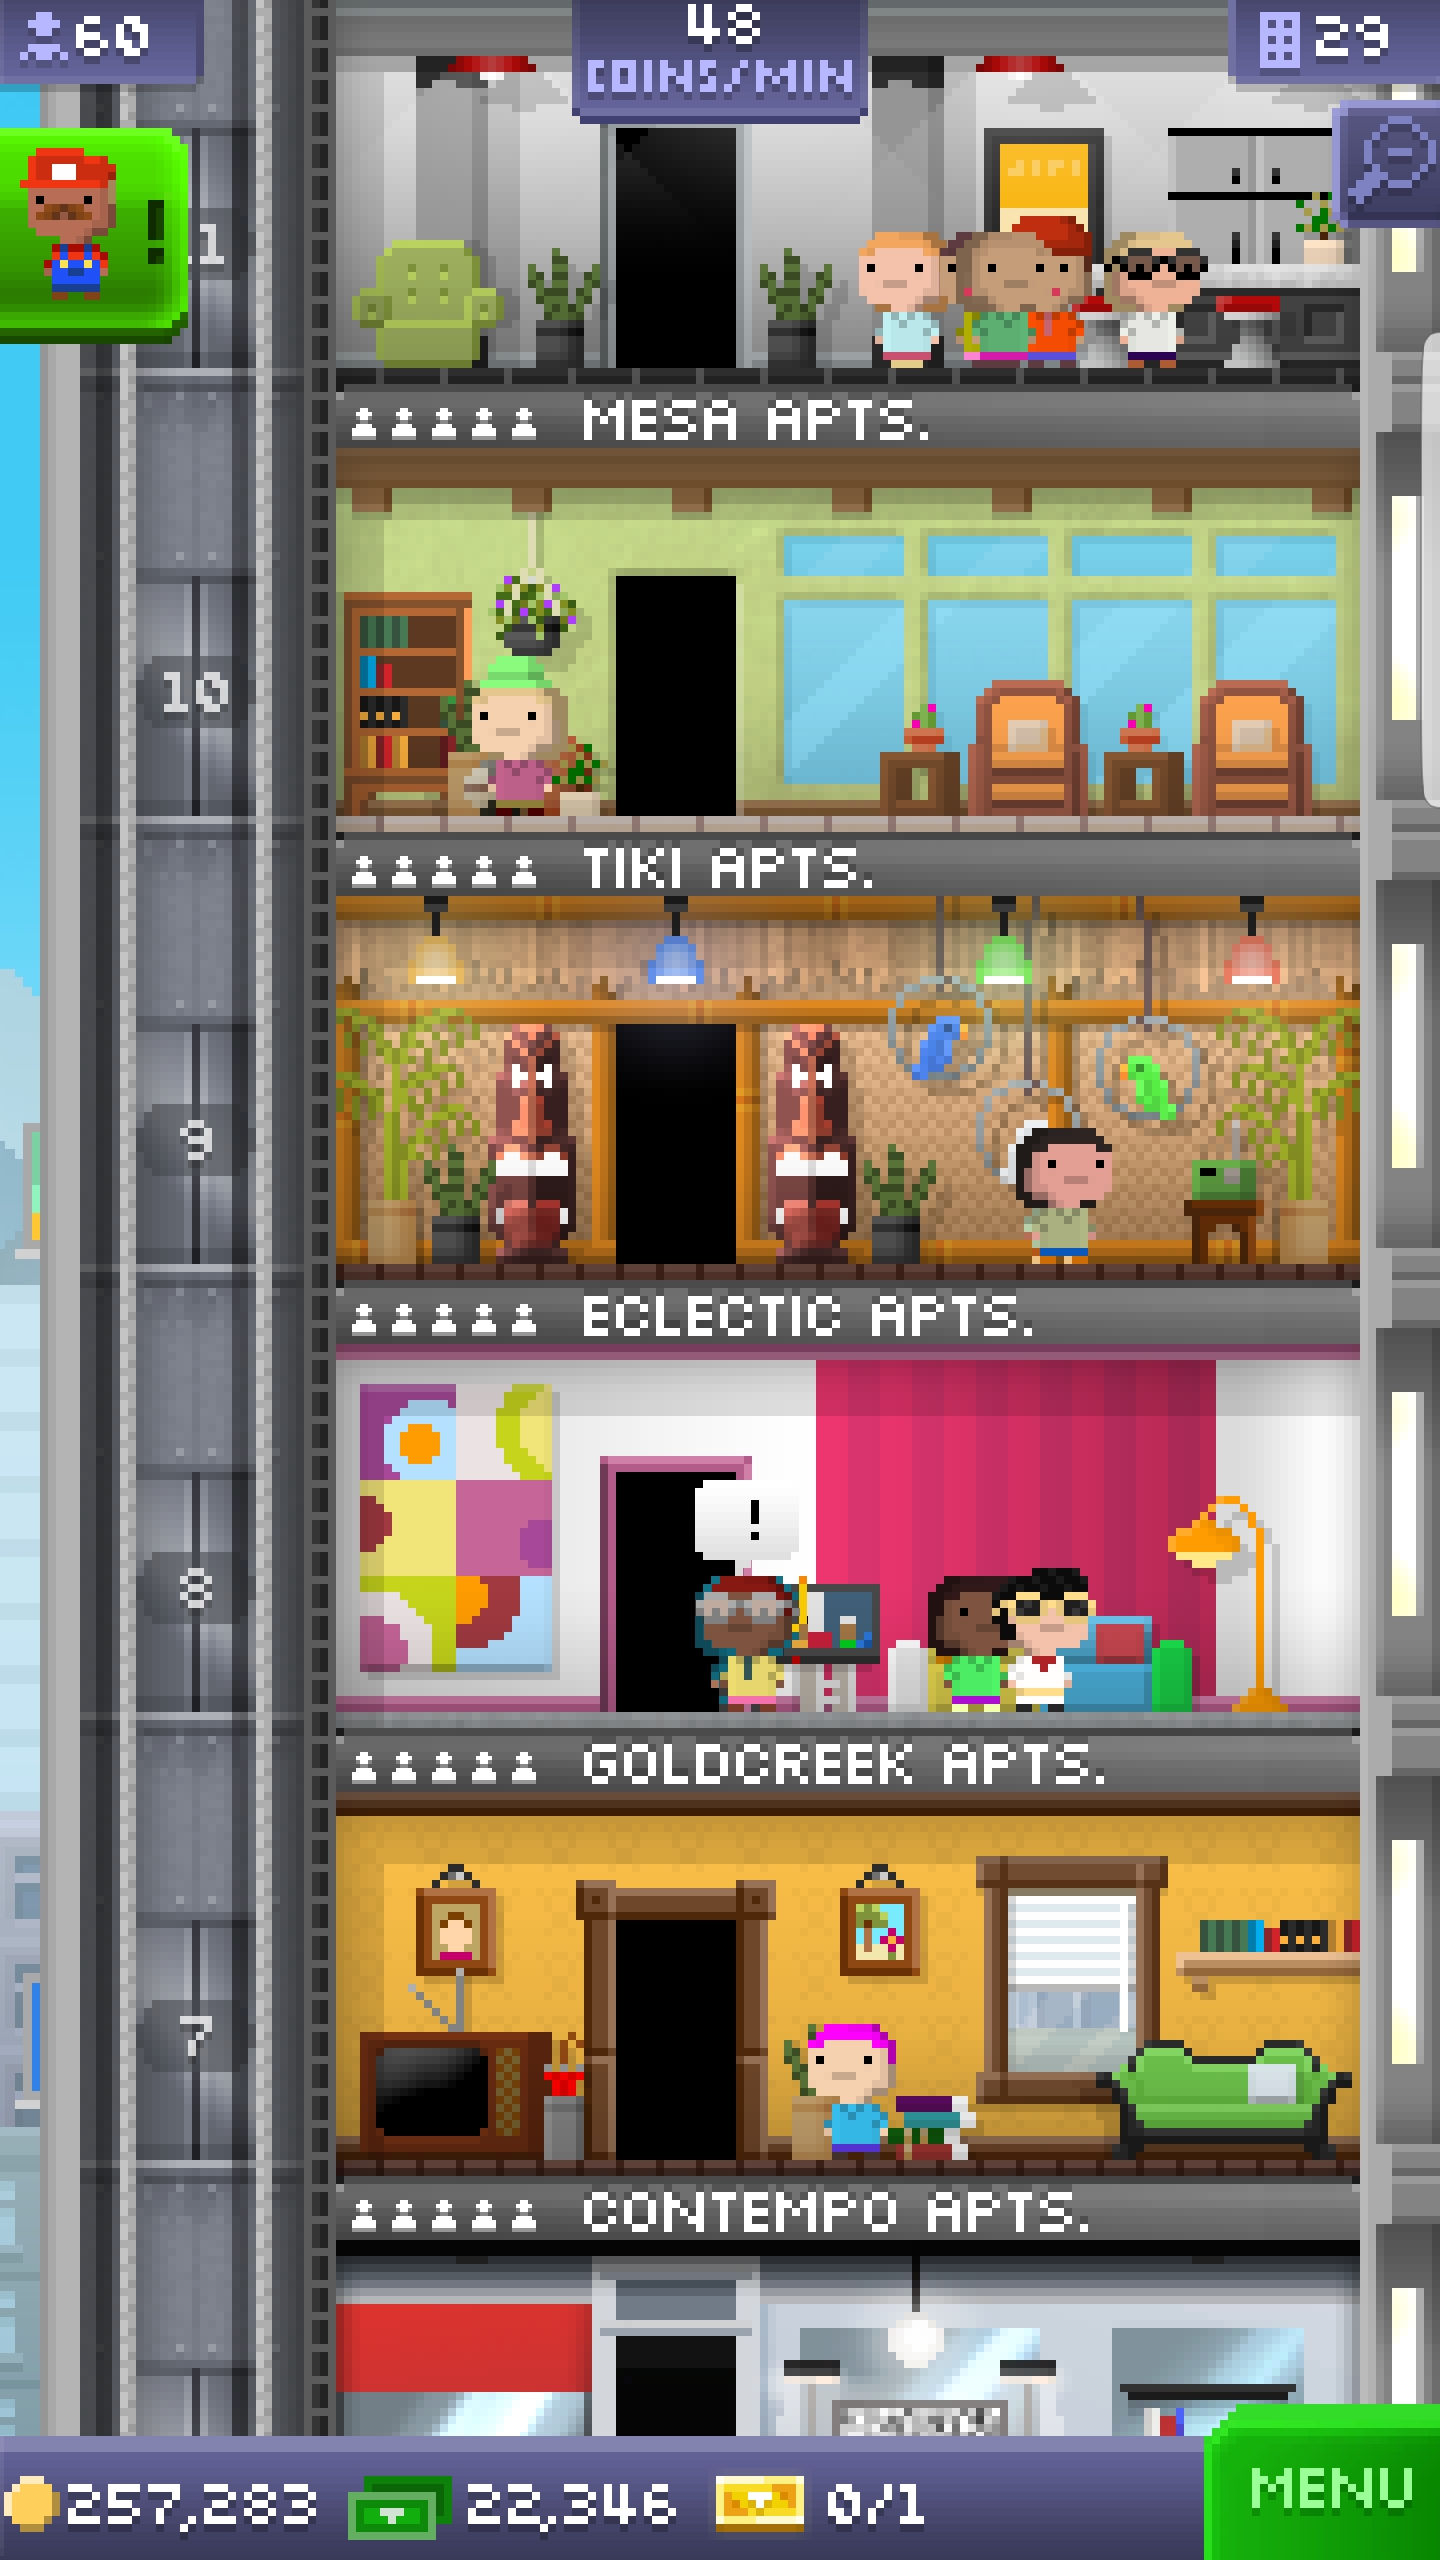 60
48
COINS/MIN
29
!
11
MESA APTS.
10
TIKI APTS.
9
ECLECTIC APTS.
8
!
GOLDCREEK APTS.
7
CONTEMPO APTS.
257,283
22,346
0/1
MENU